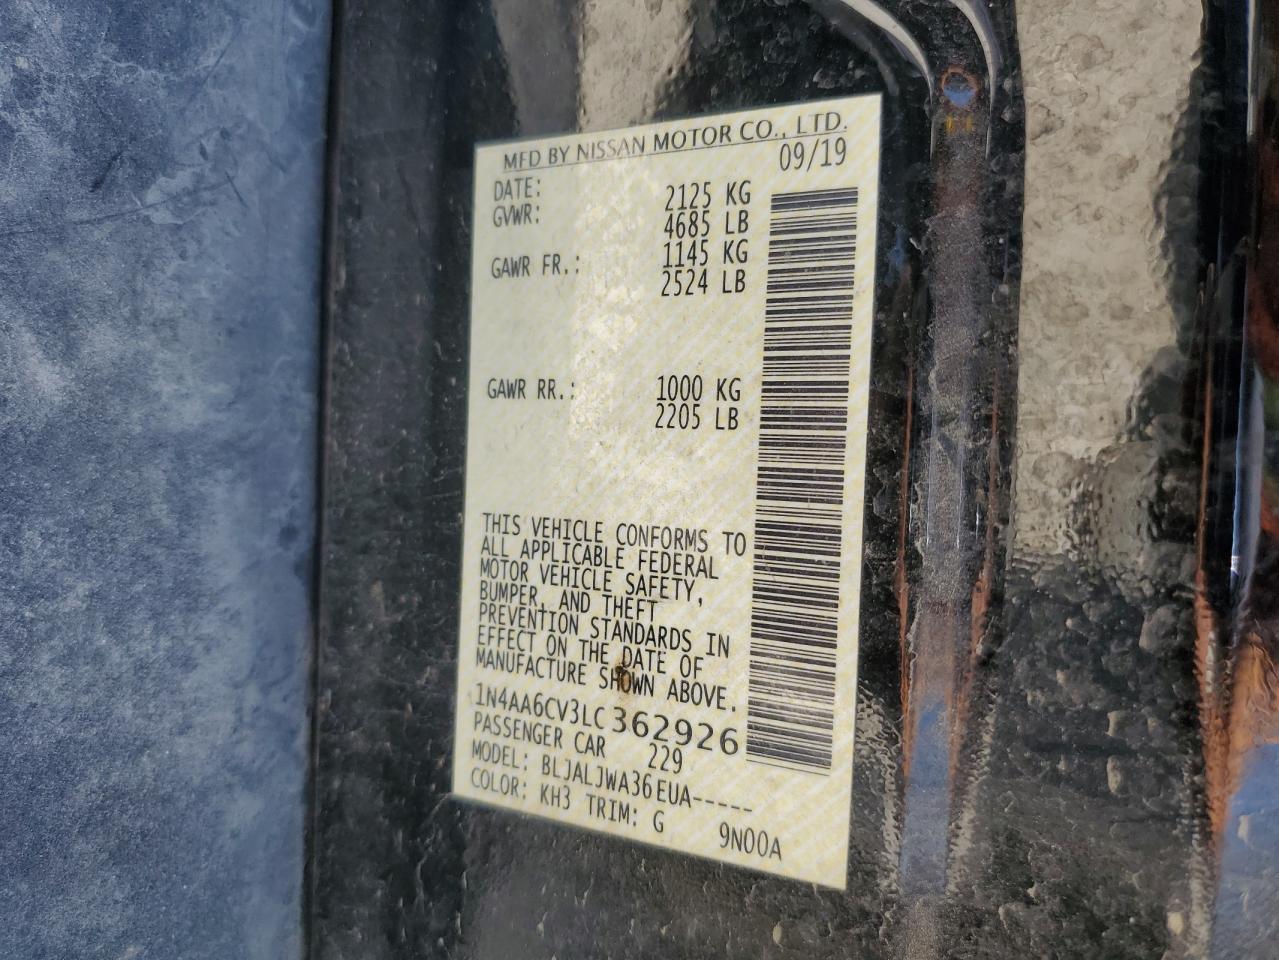 MFD BY NISSAN MOTOR CO., LTD.
DATE: 09/19
GVWR: 2125 KG
4685 LB
GAWR FR.: 1145 KG
2524 LB
GAWR RR.: 1000 KG
2205 LB
THIS VEHICLE CONFORMS TO
ALL APPLICABLE FEDERAL
MOTOR VEHICLE SAFETY,
BUMPER, AND THEFT
PREVENTION STANDARDS IN
EFFECT ON THE DATE OF
MANUFACTURE SHOWN ABOVE.
1N4AA6CV3LC362926
PASSENGER CAR 229
MODEL: BLJALJWA36EUA-----
COLOR: KH3 TRIM: G 9N00A